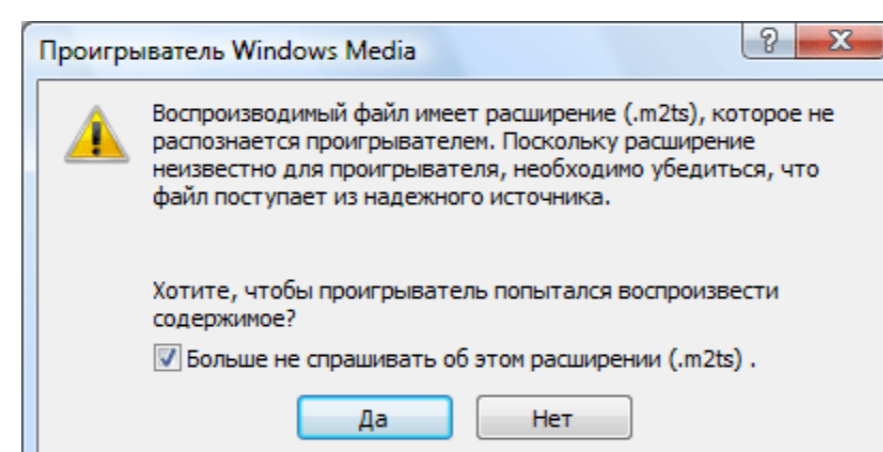 Проигрыватель Windows Media
Воспроизводимый файл имеет расширение (.m2ts), которое не
распознается проигрывателем. Поскольку расширение
неизвестно для проигрывателя, необходимо убедиться, что
файл поступает из надежного источника.
Хотите, чтобы проигрыватель попытался воспроизвести
содержимое?
Больше не спрашивать об этом расширении (.m2ts) .
Да Нет